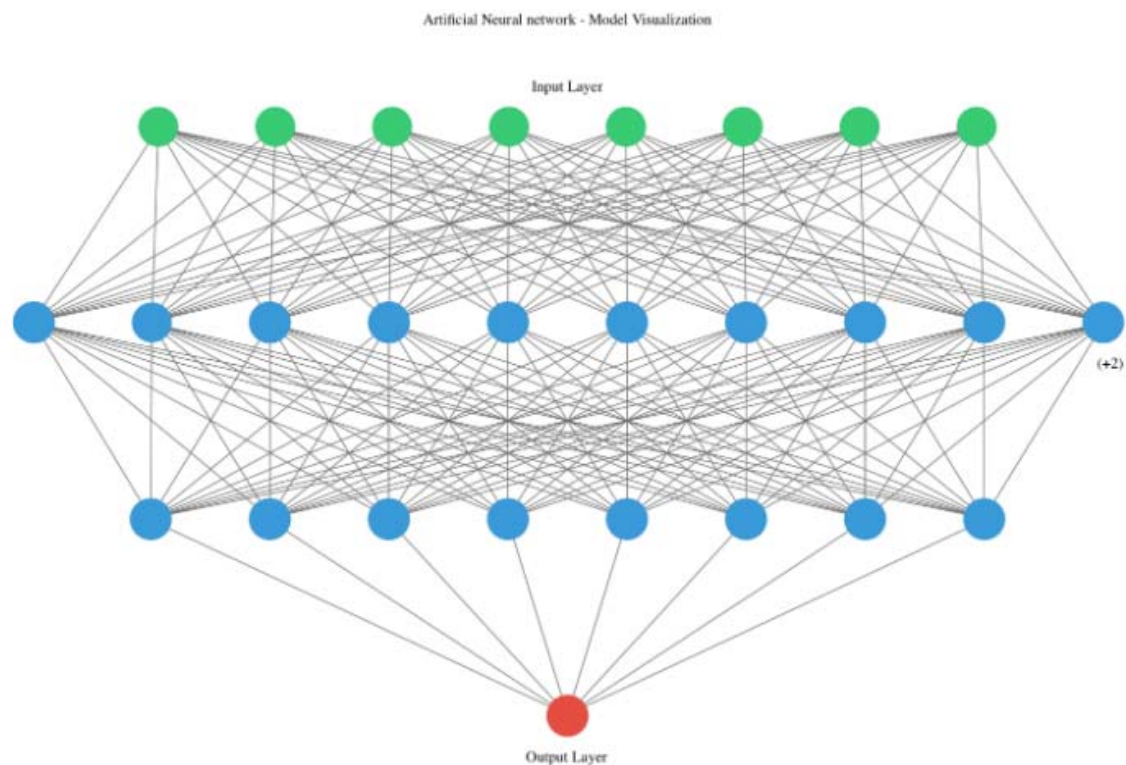 Artificial Neural network - Model Visualization
Input Layer
(+2)
Output Layer